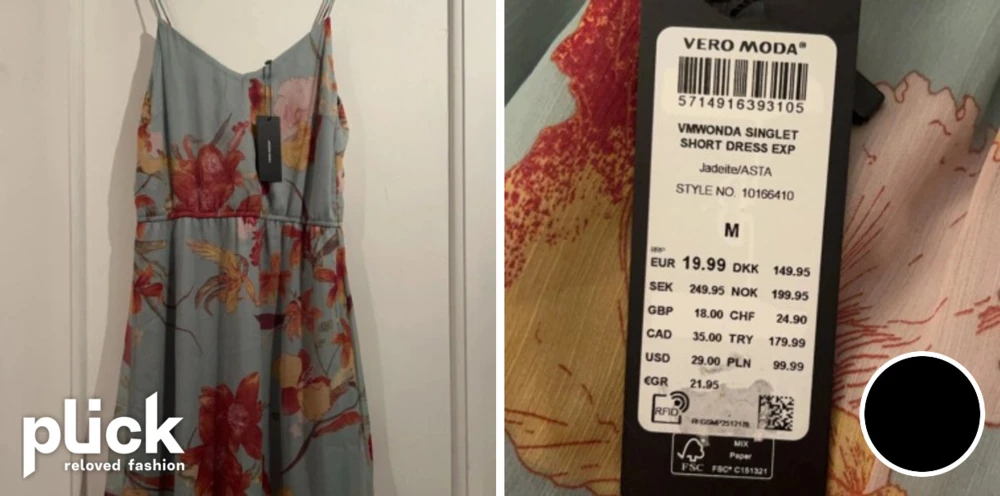 plick
reloved fashion
VERO MODA®
5714916393105
VMWONDA SINGLET
SHORT DRESS EXP
Jadeite/ASTA
STYLE NO. 10166410
M
RRP
EUR 19.99 DKK 149.95
SEK 249.95 NOK 199.95
GBP 18.00 CHF 24.90
CAD 35.00 TRY 179.99
USD 29.00 PLN 99.99
€GR 21.95
RFID
FSC
MIX
Paper
FSC® C151321